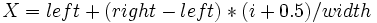 X = left + (right − left) * (i + 0.5)/width